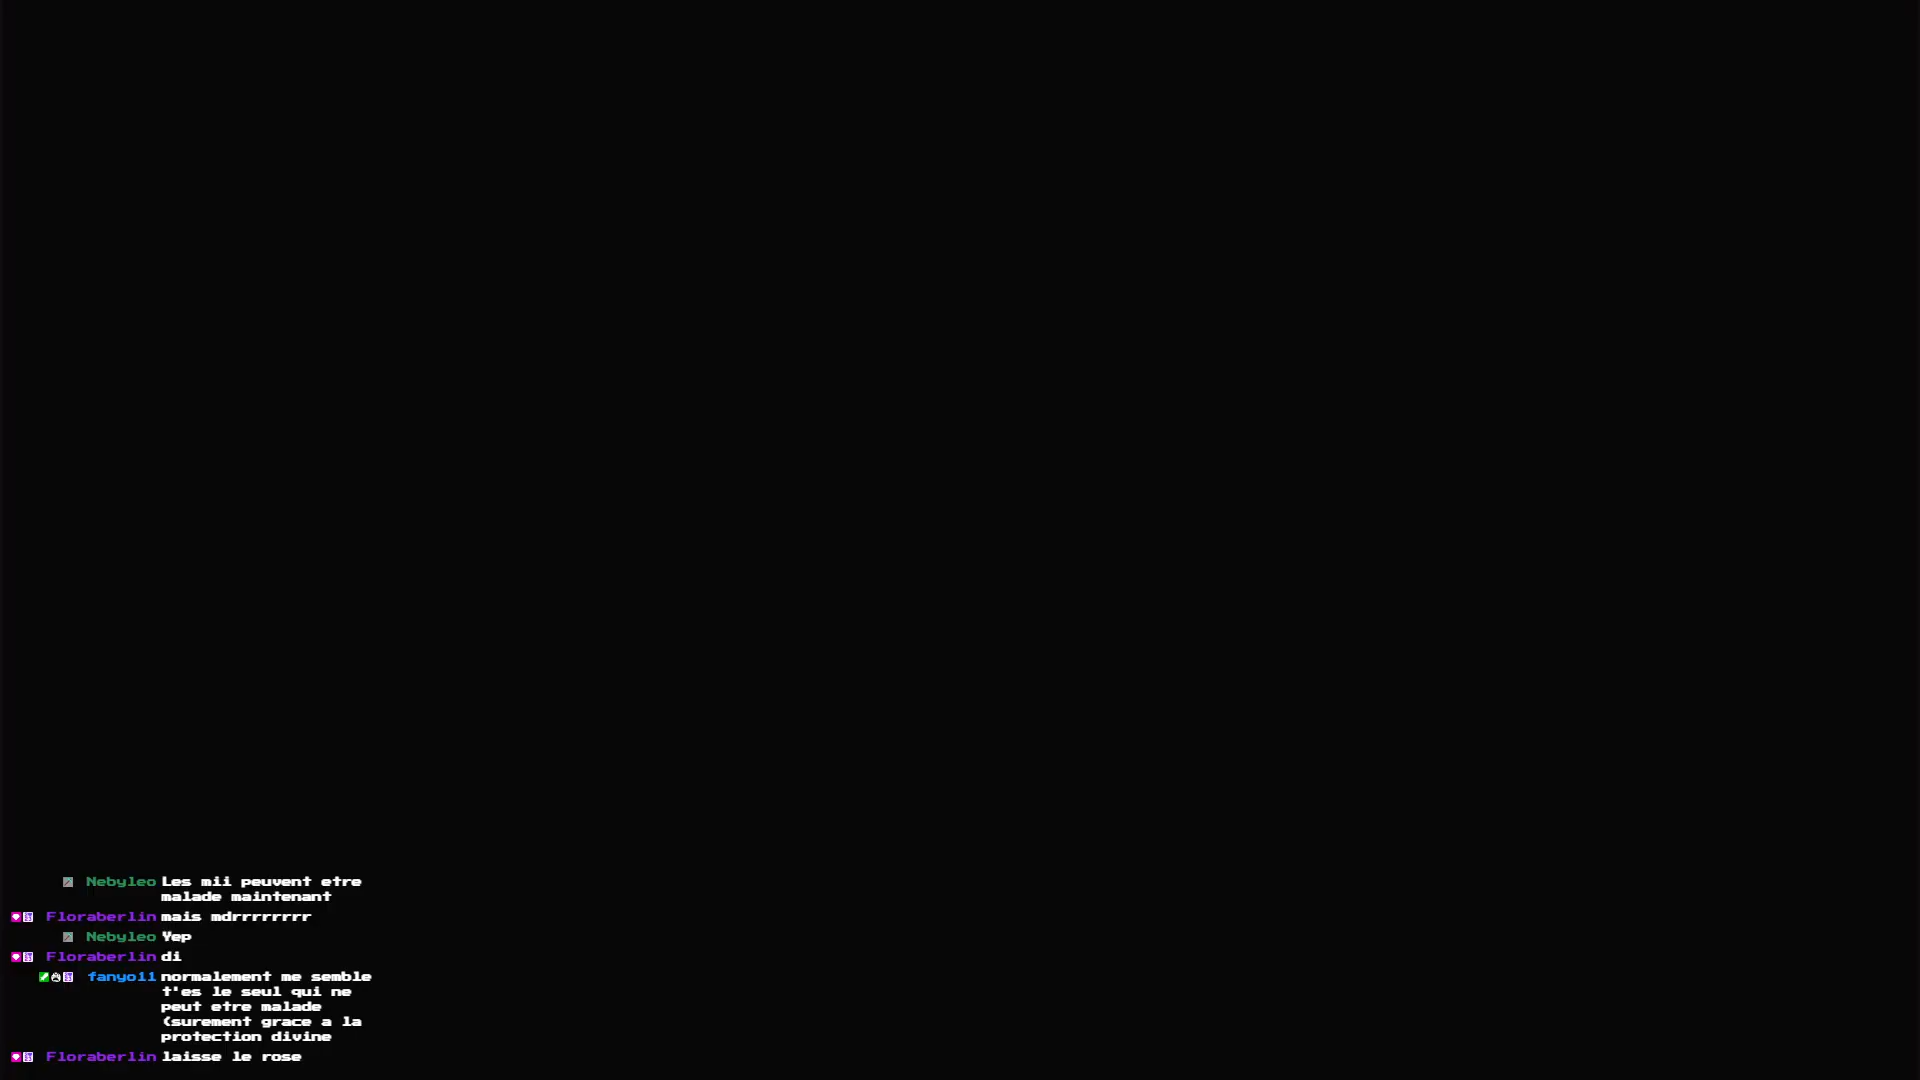 Nebyleo Les mii peuvent etre
malade maintenant
Floraberlin mais mdrrrrrrrr
Nebyleo Yep
Floraberlin di
fanyo11 normalement me semble
t'es le seul qui ne
peut etre malade
(surement grace a la
protection divine
Floraberlin laisse le rose